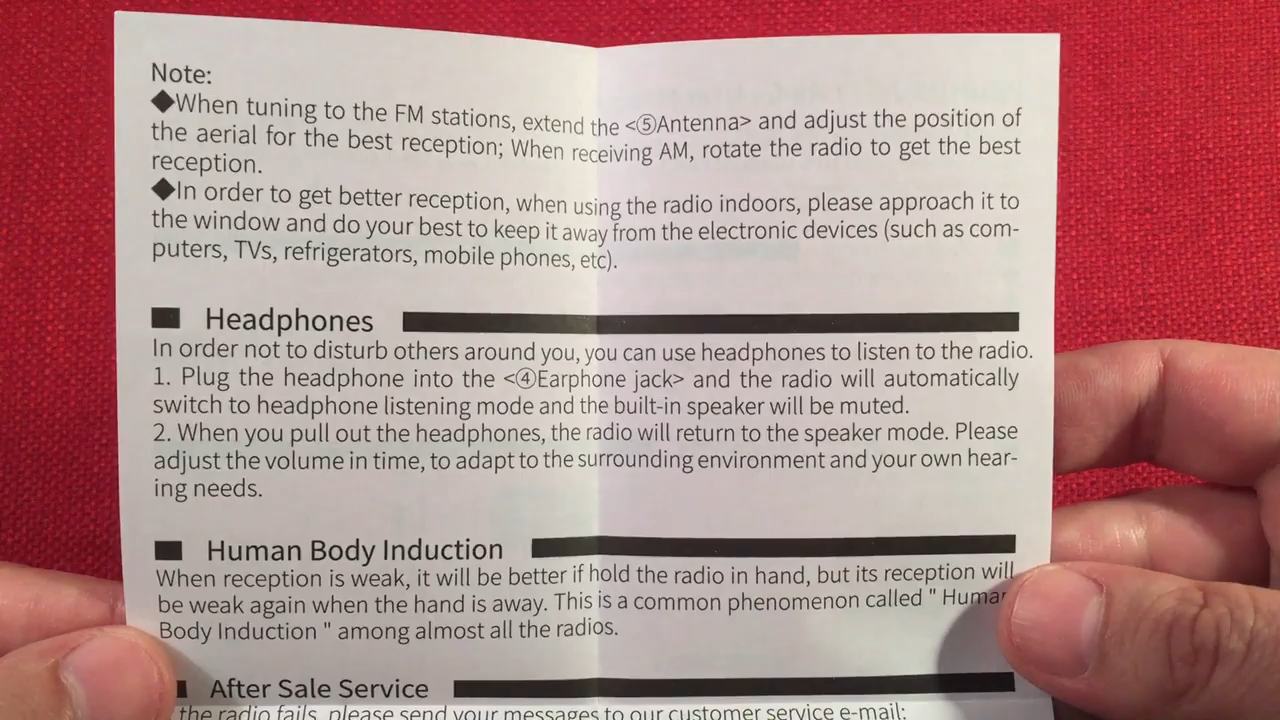 Note:
◆When tuning to the FM stations, extend the <⑤Antenna> and adjust the position of
the aerial for the best reception; When receiving AM, rotate the radio to get the best
reception.
◆In order to get better reception, when using the radio indoors, please approach it to
the window and do your best to keep it away from the electronic devices (such as com-
puters, TVs, refrigerators, mobile phones, etc).
■ Headphones
In order not to disturb others around you, you can use headphones to listen to the radio.
1. Plug the headphone into the <④Earphone jack> and the radio will automatically
switch to headphone listening mode and the built-in speaker will be muted.
2. When you pull out the headphones, the radio will return to the speaker mode. Please
adjust the volume in time, to adapt to the surrounding environment and your own hear-
ing needs.
■ Human Body Induction
When reception is weak, it will be better if hold the radio in hand, but its reception will
be weak again when the hand is away. This is a common phenomenon called " Human
Body Induction " among almost all the radios.
■ After Sale Service
the radio fails, please send your messages to our customer service e-mail: